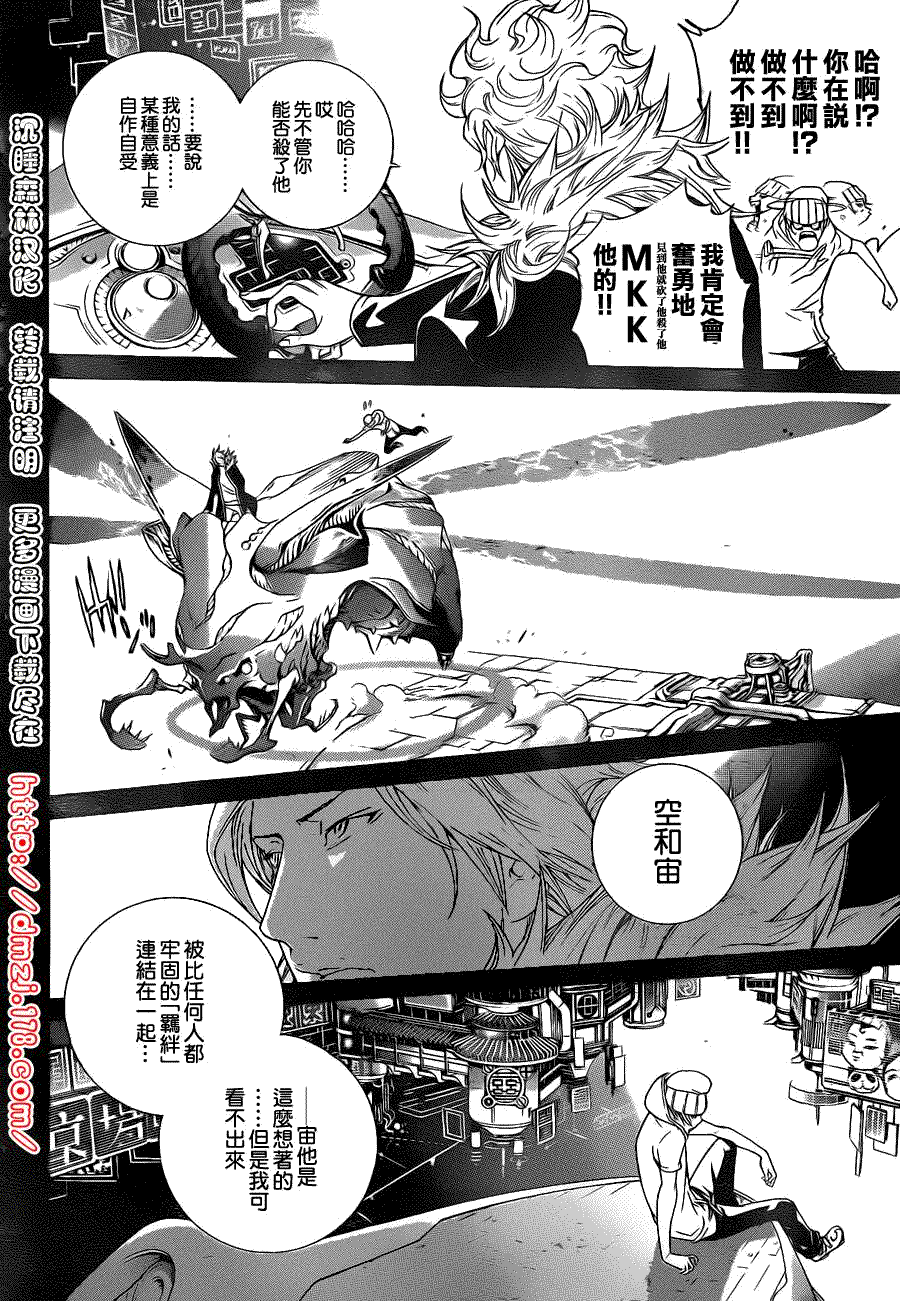 哈啊!?
你在説
什麼啊!?
做不到
做不到!!
我肯定會
奮勇地
見到他就砍了他殺了他
MKK
他的!!
哈哈哈……
哎
先不管你
能否殺了他
……要說
我的話……
某種意義上是
自作自受
空和宙
被比任何人都
牢固的「羈絆」
連結在一起…
──宙他是
這麼想著的
……但是我可
看不出來
沉睡森林汉化 转载请注明 更多漫画下载尽在 http://dmzj.178.com/